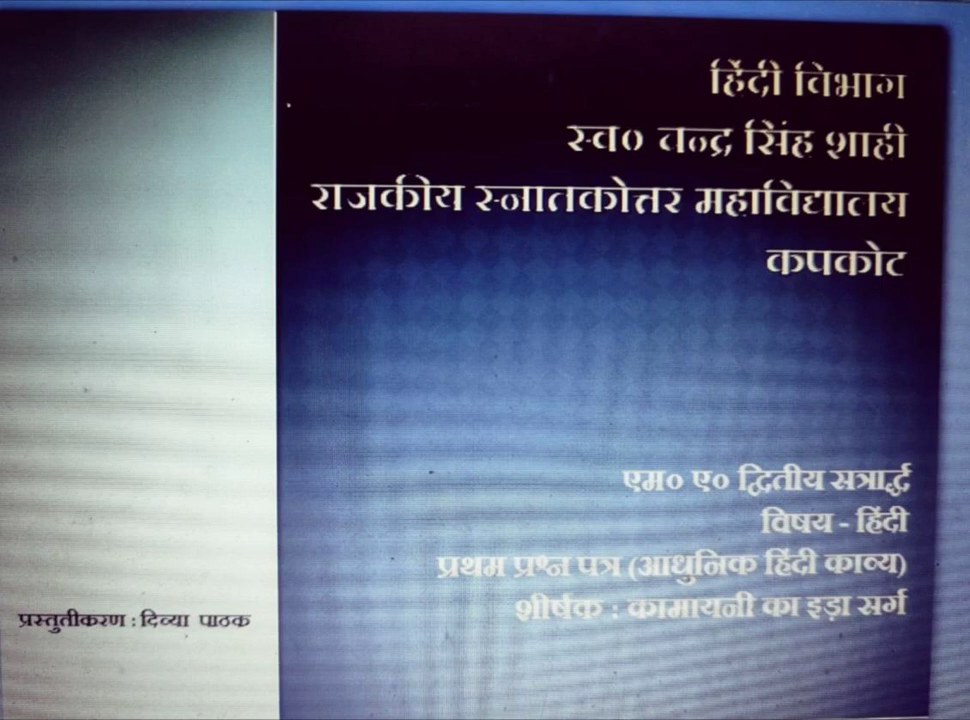 हिंदी विभाग
स्व० चन्द्र सिंह शाही
राजकीय स्नातकोत्तर महाविद्यालय
कपकोट
एम० ए० द्वितीय सत्रार्द्ध
विषय - हिंदी
प्रथम प्रश्न पत्र (आधुनिक हिंदी काव्य)
शीर्षक : कामायनी का इड़ा सर्ग
प्रस्तुतीकरण : दिव्या पाठक